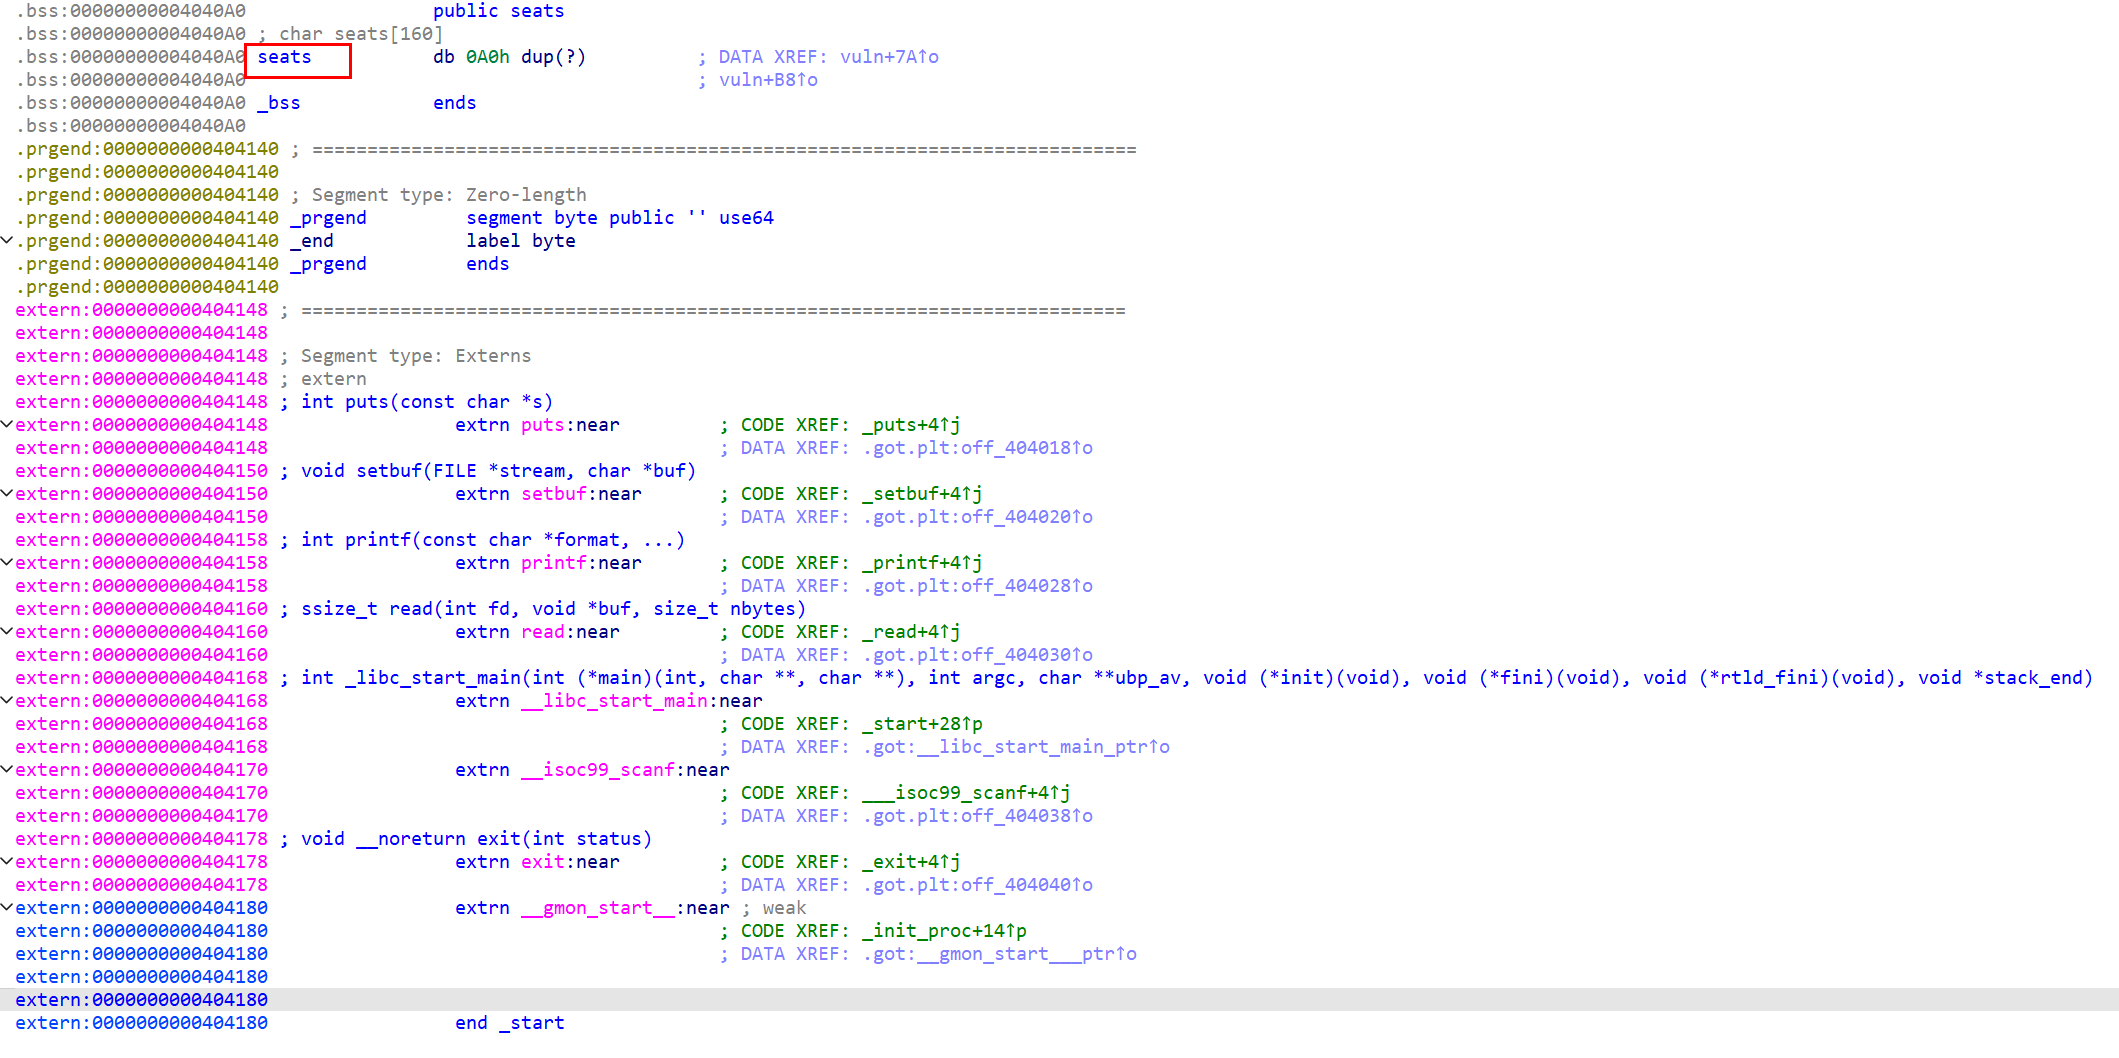 .bss:00000000004040A0 public seats
.bss:00000000004040A0 ; char seats[160]
.bss:00000000004040A0 seats db 0A0h dup(?) ; DATA XREF: vuln+7A↑o
.bss:00000000004040A0 ; vuln+B8↑o
.bss:00000000004040A0 _bss ends
.bss:00000000004040A0
.prgend:0000000000404140 ; ===========================================================================
.prgend:0000000000404140
.prgend:0000000000404140 ; Segment type: Zero-length
.prgend:0000000000404140 _prgend segment byte public '' use64
.prgend:0000000000404140 _end label byte
.prgend:0000000000404140 _prgend ends
.prgend:0000000000404140
extern:0000000000404148 ; ===========================================================================
extern:0000000000404148
extern:0000000000404148 ; Segment type: Externs
extern:0000000000404148 ; extern
extern:0000000000404148 ; int puts(const char *s)
extern:0000000000404148 extrn puts:near ; CODE XREF: _puts+4↑j
extern:0000000000404148 ; DATA XREF: .got.plt:off_404018↑o
extern:0000000000404150 ; void setbuf(FILE *stream, char *buf)
extern:0000000000404150 extrn setbuf:near ; CODE XREF: _setbuf+4↑j
extern:0000000000404150 ; DATA XREF: .got.plt:off_404020↑o
extern:0000000000404158 ; int printf(const char *format, ...)
extern:0000000000404158 extrn printf:near ; CODE XREF: _printf+4↑j
extern:0000000000404158 ; DATA XREF: .got.plt:off_404028↑o
extern:0000000000404160 ; ssize_t read(int fd, void *buf, size_t nbytes)
extern:0000000000404160 extrn read:near ; CODE XREF: _read+4↑j
extern:0000000000404160 ; DATA XREF: .got.plt:off_404030↑o
extern:0000000000404168 ; int _libc_start_main(int (*main)(int, char **, char **), int argc, char **ubp_av, void (*init)(void), void (*fini)(void), void (*rtld_fini)(void), void *stack_end)
extern:0000000000404168 extrn __libc_start_main:near
extern:0000000000404168 ; CODE XREF: _start+28↑p
extern:0000000000404168 ; DATA XREF: .got:__libc_start_main_ptr↑o
extern:0000000000404170 extrn __isoc99_scanf:near
extern:0000000000404170 ; CODE XREF: ___isoc99_scanf+4↑j
extern:0000000000404170 ; DATA XREF: .got.plt:off_404038↑o
extern:0000000000404178 ; void __noreturn exit(int status)
extern:0000000000404178 extrn exit:near ; CODE XREF: _exit+4↑j
extern:0000000000404178 ; DATA XREF: .got.plt:off_404040↑o
extern:0000000000404180 extrn __gmon_start__:near ; weak
extern:0000000000404180 ; CODE XREF: _init_proc+14↑p
extern:0000000000404180 ; DATA XREF: .got:__gmon_start___ptr↑o
extern:0000000000404180
extern:0000000000404180
extern:0000000000404180 end _start